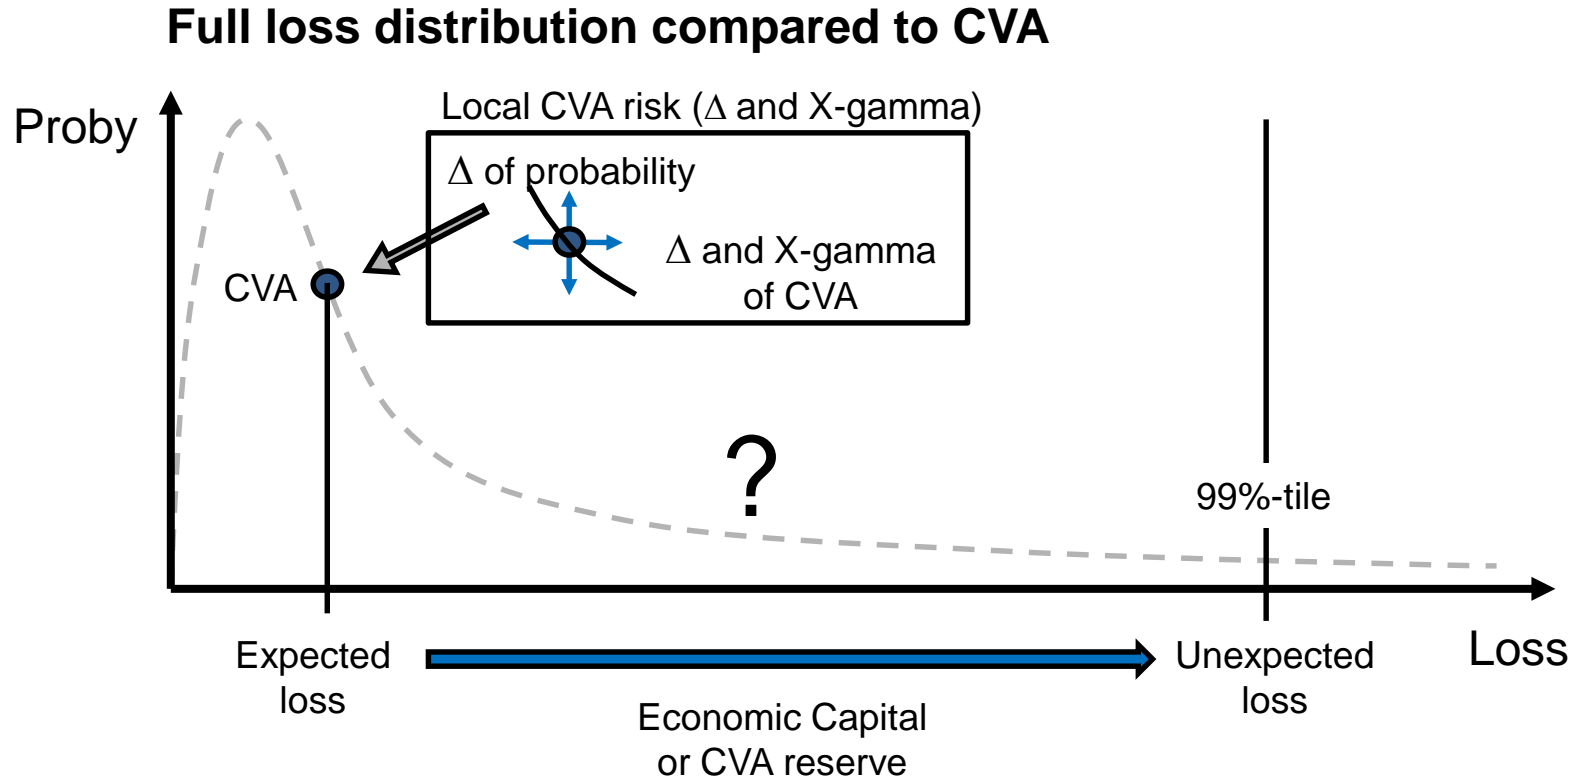 Full loss distribution compared to CVA
Proby
Local CVA risk (Δ and X-gamma)
Δ of probability
Δ and X-gamma
of CVA
CVA
?
99%-tile
Expected
loss
Economic Capital
or CVA reserve
Unexpected
loss
Loss